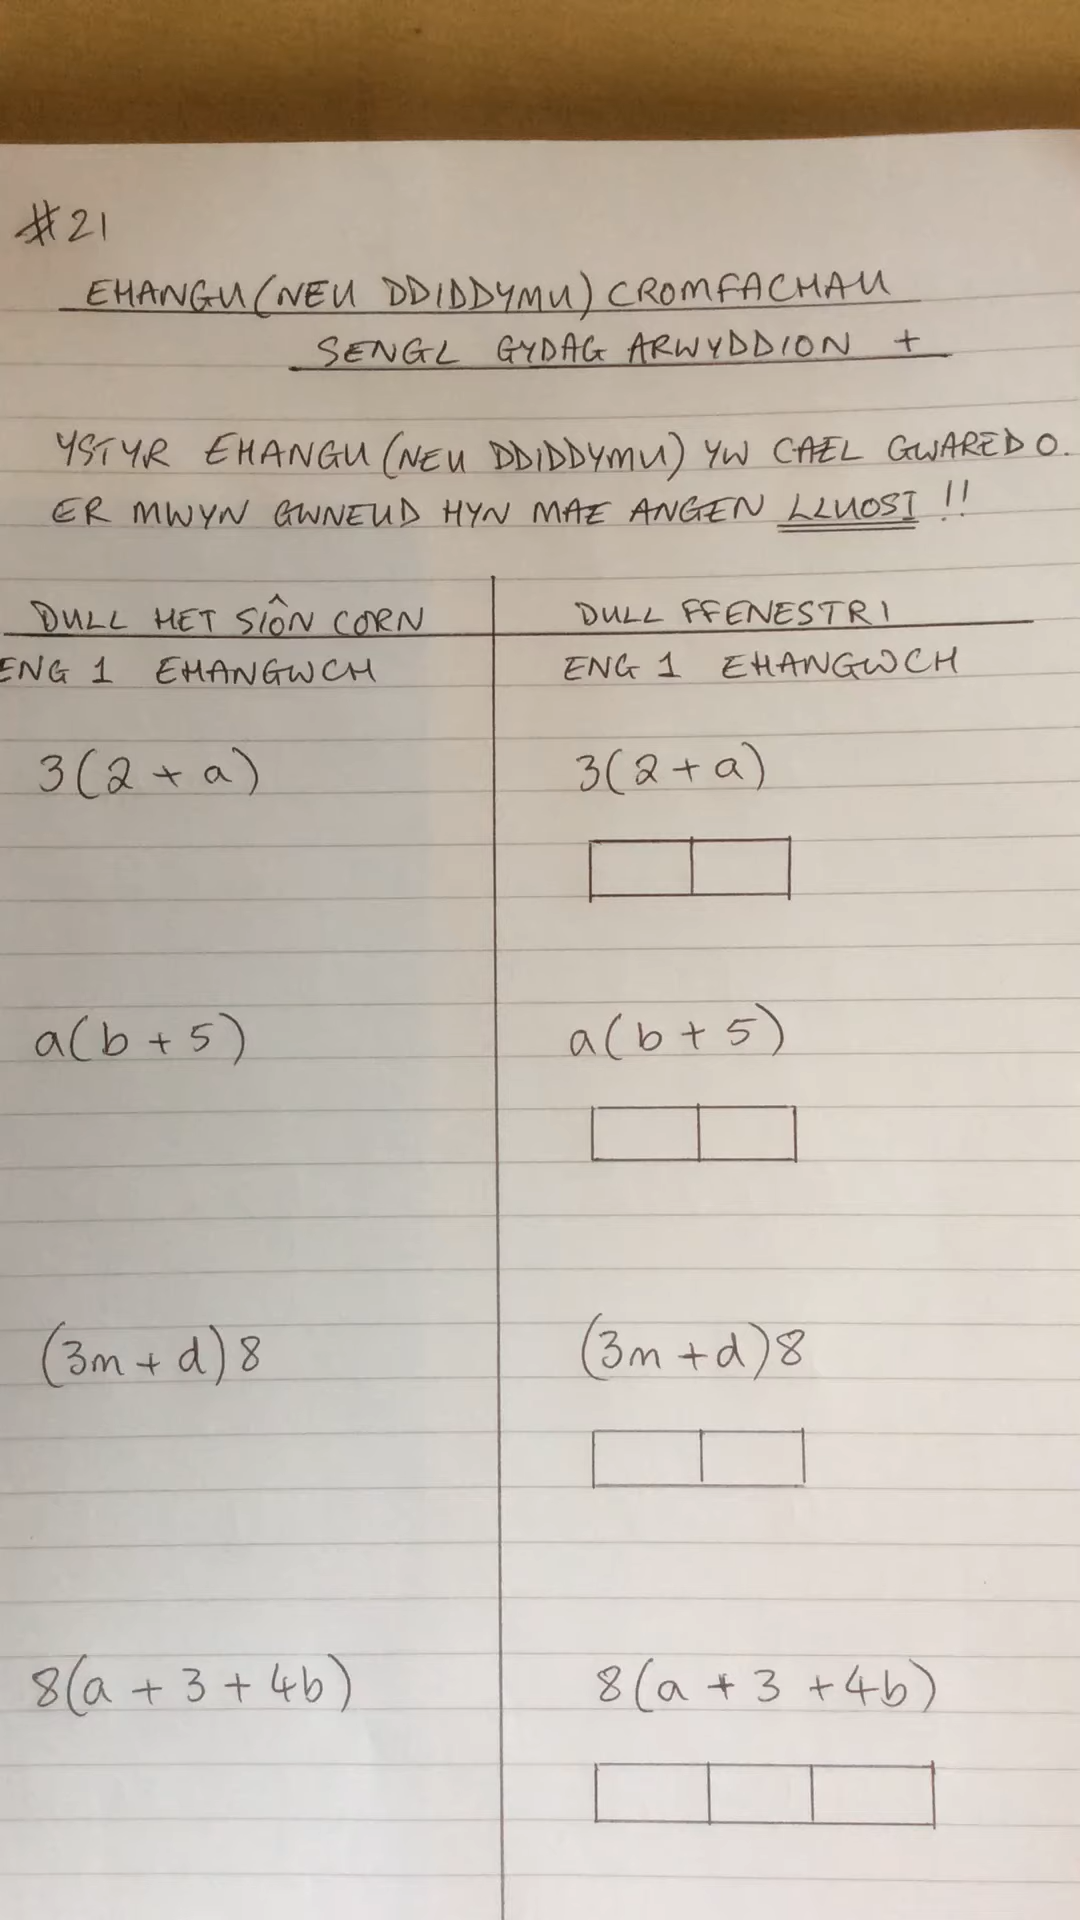 #21
EHANGU (NEU DDIDDYMU) CROMFACHAU
SENGL GYDAG ARWYDDION +
YSTYR EHANGU (NEU DDIDDYMU) YW CAEL GWARED O.
ER MWYN GWNEUD HYN MAE ANGEN LLUOSI !!
DULL HET SIÔN CORN
ENG 1 EHANGWCH
3(2 + a)
a(b + 5)
(3m + d)8
8(a + 3 + 4b)
DULL FFENESTRI
ENG 1 EHANGWCH
3(2 + a)
a(b + 5)
(3m + d)8
8(a + 3 + 4b)